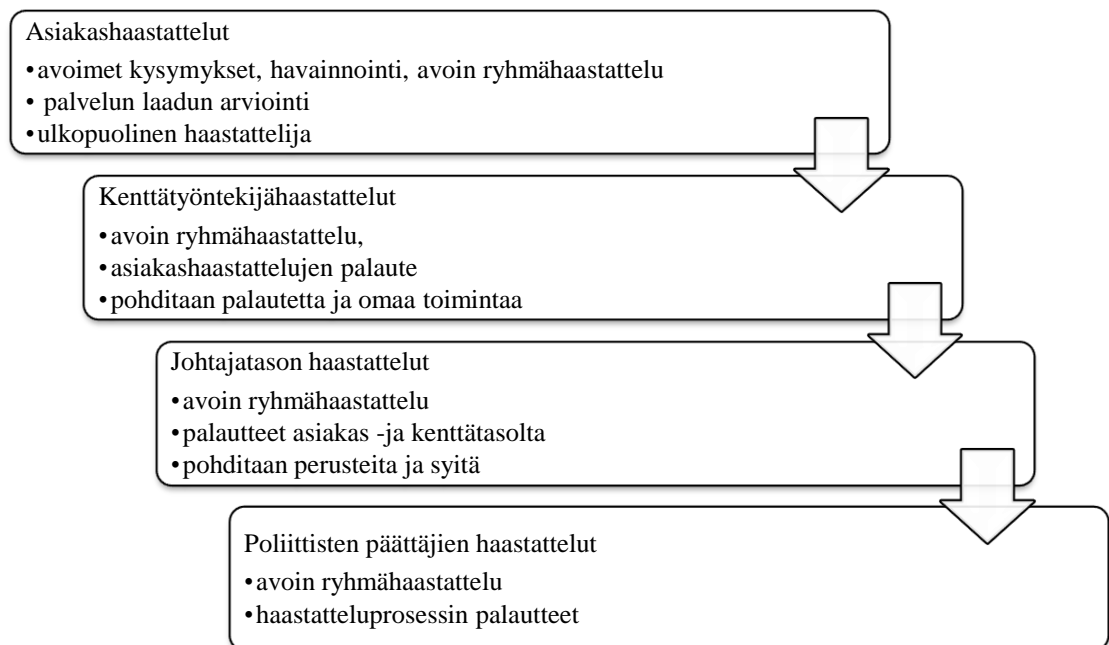 Asiakashaastattelut
•avoimet kysymykset, havainnointi, avoin ryhmähaastattelu
• palvelun laadun arviointi
•ulkopuolinen haastattelija
Kenttätyöntekijähaastattelut
•avoin ryhmähaastattelu,
•asiakashaastattelujen palaute
•pohditaan palautetta ja omaa toimintaa
Johtajatason haastattelut
•avoin ryhmähaastattelu
•palautteet asiakas -ja kenttätasolta
•pohditaan perusteita ja syitä
Poliittisten päättäjien haastattelut
•avoin ryhmähaastattelu
•haastatteluprosessin palautteet